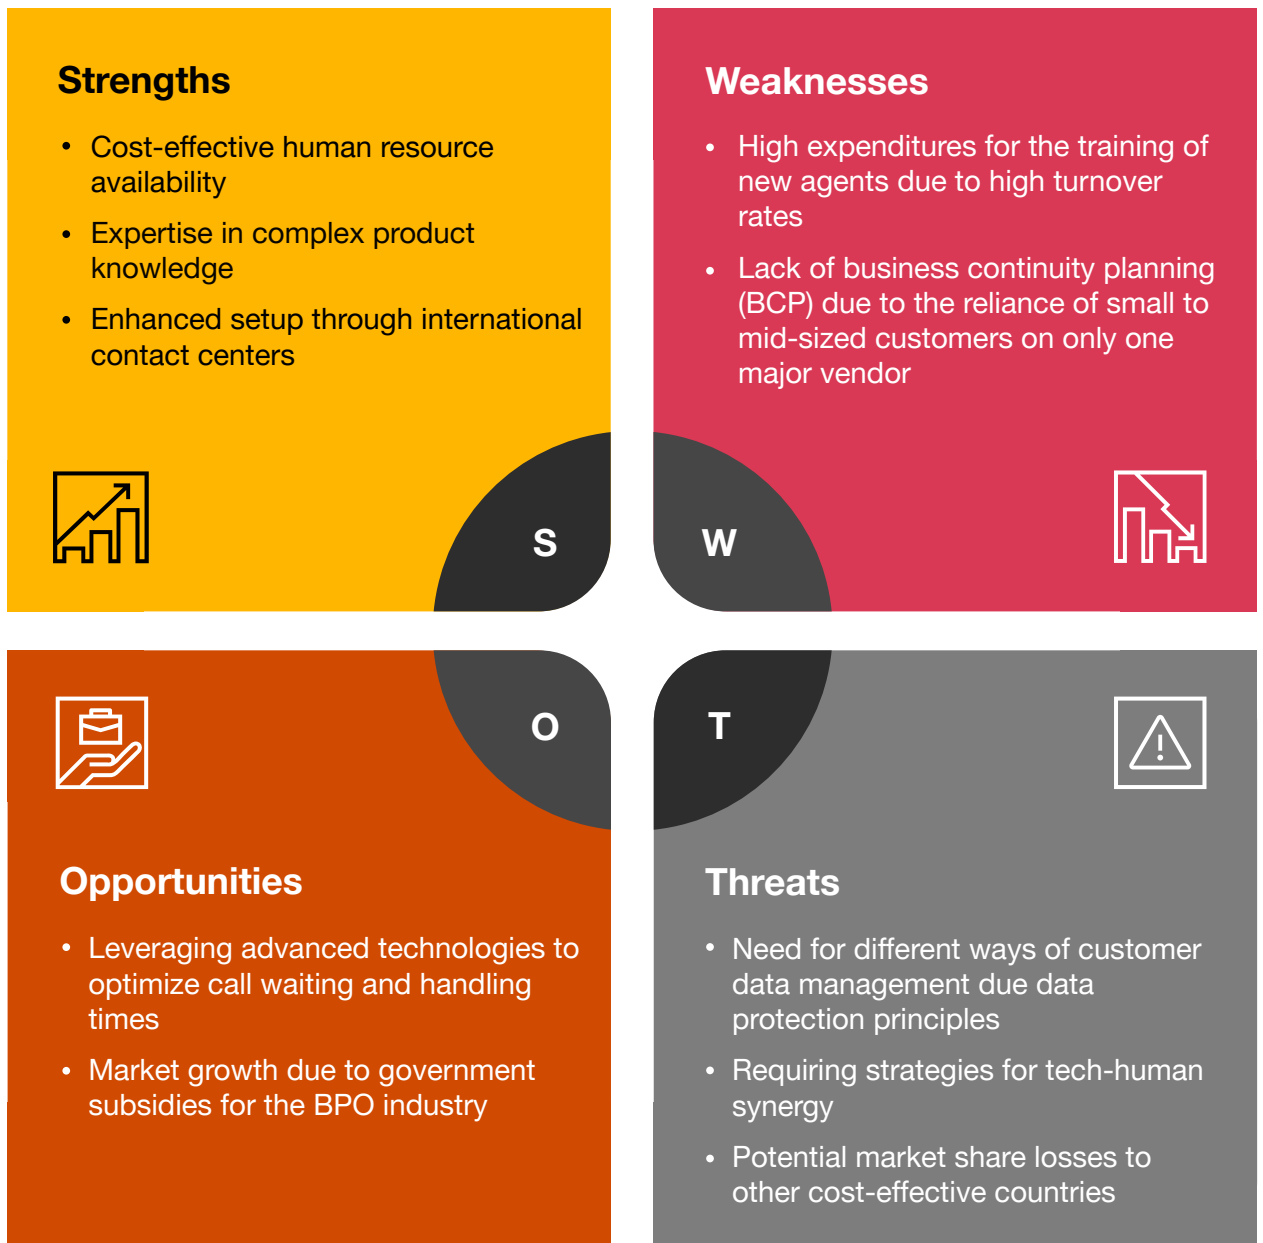 Strengths
• Cost-effective human resource
availability
• Expertise in complex product
knowledge
• Enhanced setup through international
contact centers
S
Weaknesses
• High expenditures for the training of
new agents due to high turnover
rates
• Lack of business continuity planning
(BCP) due to the reliance of small to
mid-sized customers on only one
major vendor
W
O
Opportunities
• Leveraging advanced technologies to
optimize call waiting and handling
times
• Market growth due to government
subsidies for the BPO industry
T
Threats
• Need for different ways of customer
data management due data
protection principles
• Requiring strategies for tech-human
synergy
• Potential market share losses to
other cost-effective countries